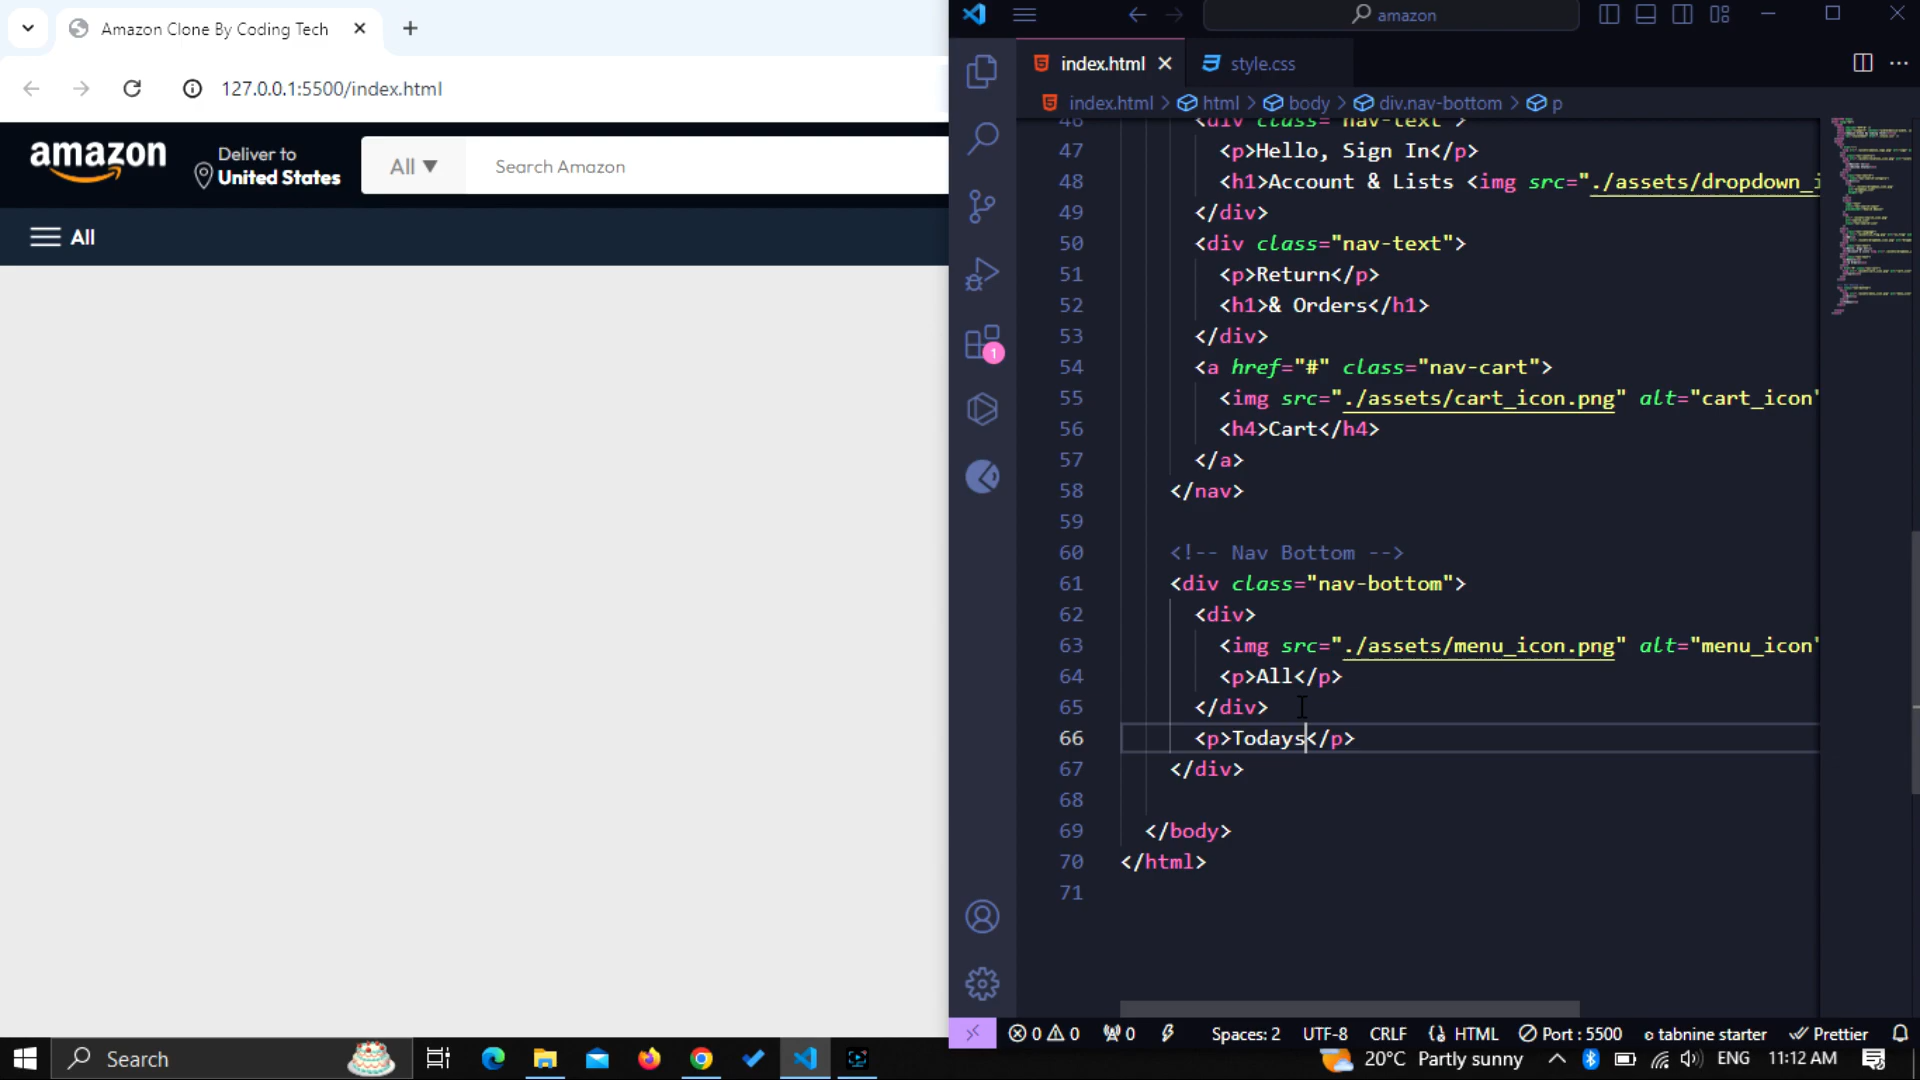 Amazon Clone By Coding Tech
127.0.0.1:5500/index.html
amazon
Deliver to
United States
All ▼
Search Amazon
All
amazon
index.html
style.css
index.html > html > body > div.nav-bottom > p
46 <div class="nav-text">
47 <p>Hello, Sign In</p>
48 <h1>Account & Lists <img src="./assets/dropdown_i
49 </div>
50 <div class="nav-text">
51 <p>Return</p>
52 <h1>& Orders</h1>
53 </div>
54 <a href="#" class="nav-cart">
55 <img src="./assets/cart_icon.png" alt="cart_icon"
56 <h4>Cart</h4>
57 </a>
58 </nav>
59
60 <!-- Nav Bottom -->
61 <div class="nav-bottom">
62 <div>
63 <img src="./assets/menu_icon.png" alt="menu_icon"
64 <p>All</p>
65 </div>
66 <p>Todays</p>
67 </div>
68
69 </body>
70 </html>
71
1
0 0 0 Spaces: 2 UTF-8 CRLF HTML Port : 5500 tabnine starter Prettier
Search
20°C Partly sunny ENG 11:12 AM